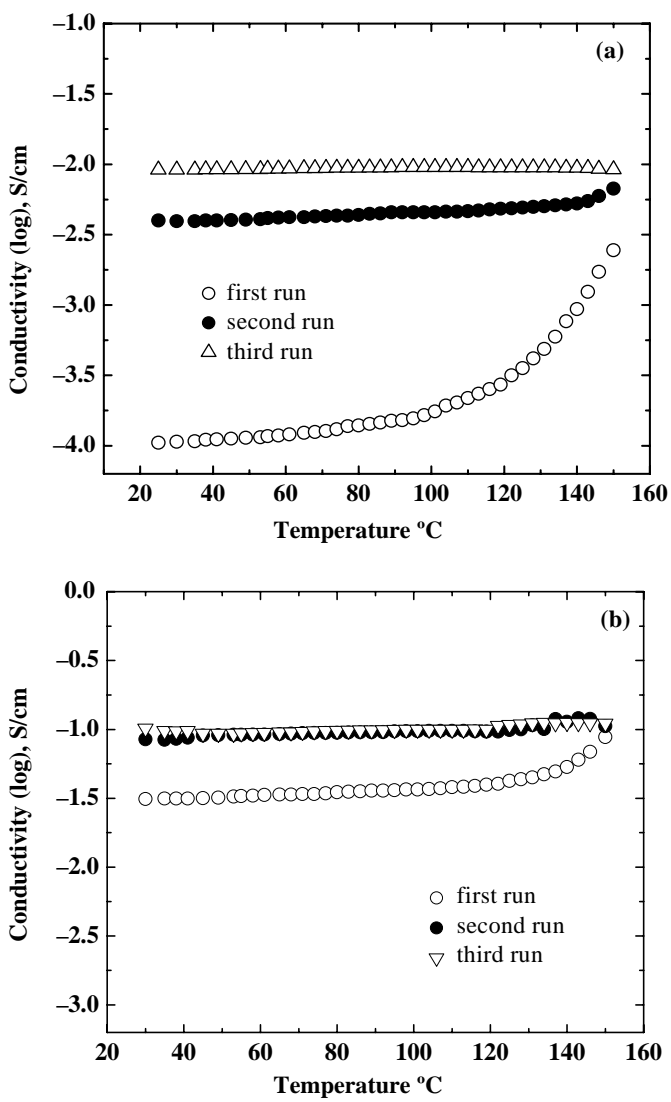 (a)
Conductivity (log), S/cm
–1.0
–1.5
–2.0
–2.5
–3.0
–3.5
–4.0
first run
second run
third run
20 40 60 80 100 120 140 160
Temperature ºC
(b)
Conductivity (log), S/cm
0.0
–0.5
–1.0
–1.5
–2.0
–2.5
–3.0
first run
second run
third run
20 40 60 80 100 120 140 160
Temperature ºC